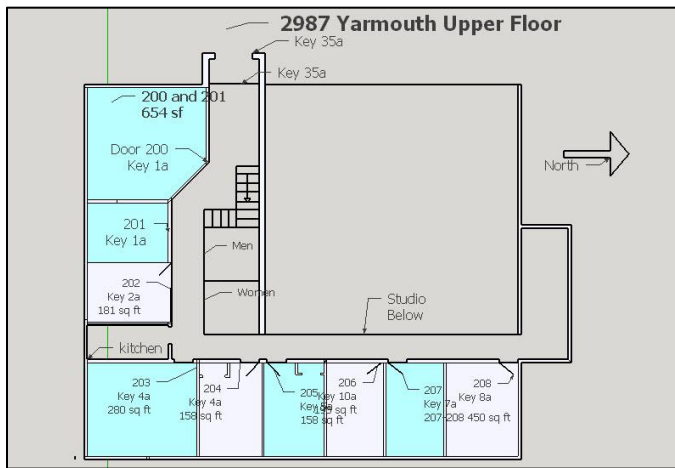 2987 Yarmouth Upper Floor
Key 35a
Key 35a
200 and 201
654 sf
Door 200
Key 1a
North
201
Key 1a
Men
202
Key 2a
181 sq ft
Women
Studio
Below
kitchen
203
Key 4a
280 sq ft
204
Key 4a
158 sq ft
205
Key
158 sq ft
206
Key 10a
sq ft
207
Key 7a
207-208 450 sq ft
208
Key 8a